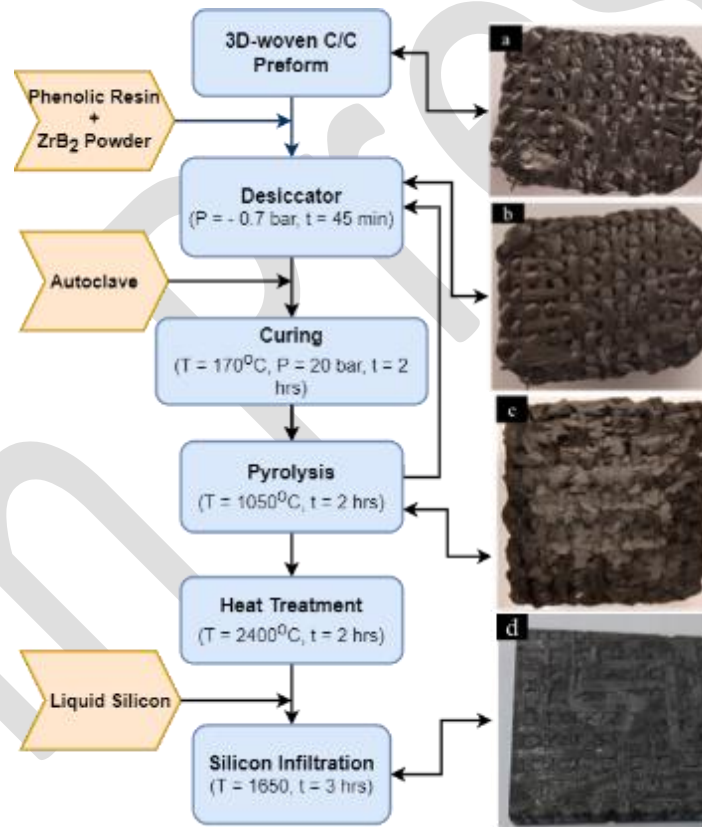 3D-woven C/C
Preform
a
Phenolic Resin
+
ZrB2 Powder
Desiccator
(P = - 0.7 bar, t = 45 min)
b
Autoclave
Curing
(T = 170⁰C, P = 20 bar, t = 2
hrs)
c
Pyrolysis
(T = 1050⁰C, t = 2 hrs)
Heat Treatment
(T = 2400⁰C, t = 2 hrs)
d
Liquid Silicon
Silicon Infiltration
(T = 1650, t = 3 hrs)